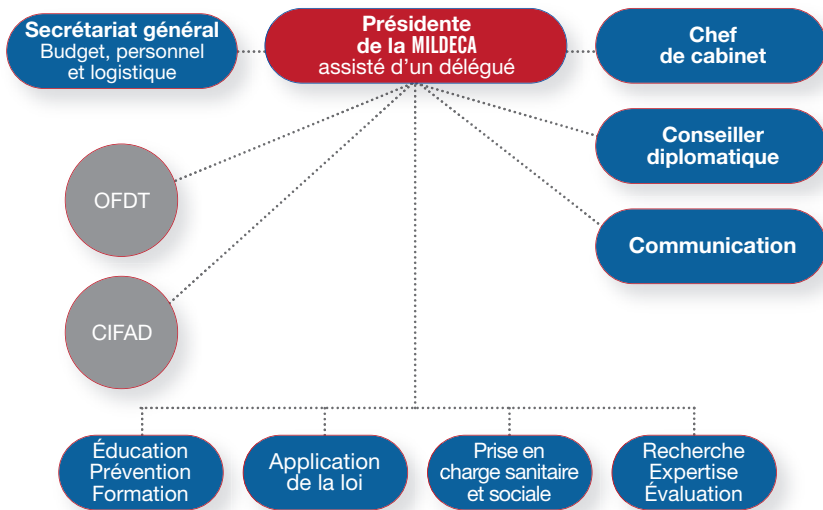 Secrétariat général
Budget, personnel
et logistique
Présidente
de la MILDECA
assisté d'un délégué
Chef
de cabinet
Conseiller
diplomatique
Communication
OFDT
CIFAD
Éducation
Prévention
Formation
Application
de la loi
Prise en
charge sanitaire
et sociale
Recherche
Expertise
Évaluation